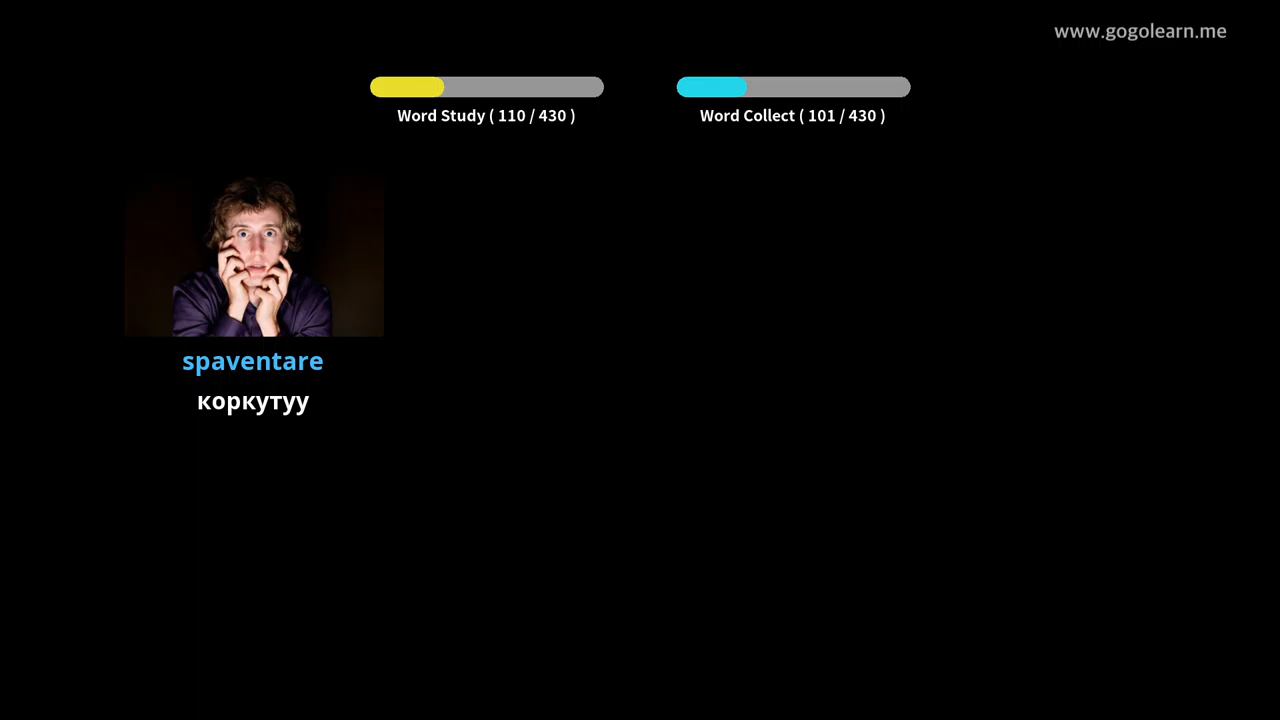 www.gogolearn.me
Word Study ( 110 / 430 )
Word Collect ( 101 / 430 )
spaventare
коркутуу